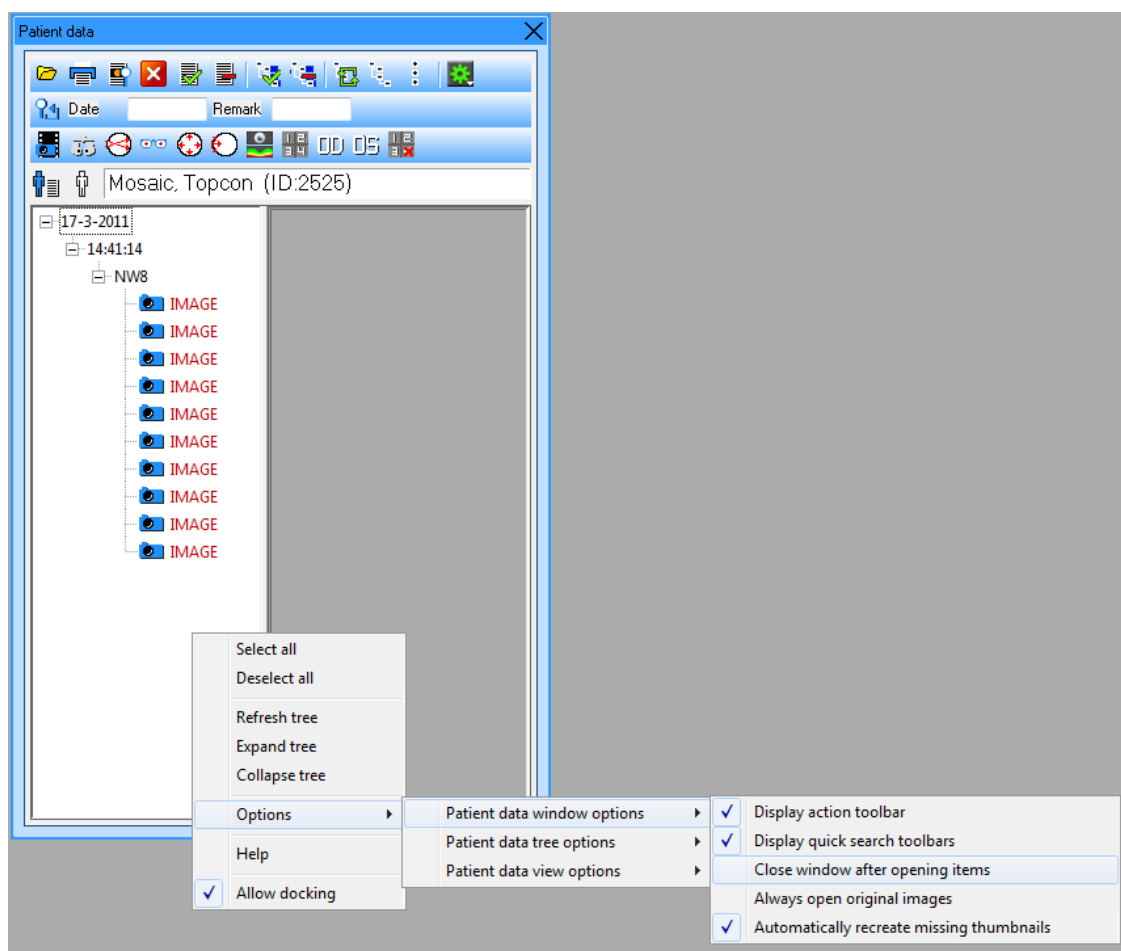 Patient data
Date Remark
OD OS
Mosaic, Topcon (ID:2525)
17-3-2011
14:41:14
NW8
IMAGE
IMAGE
IMAGE
IMAGE
IMAGE
IMAGE
IMAGE
IMAGE
IMAGE
IMAGE
Select all
Deselect all
Refresh tree
Expand tree
Collapse tree
Options
Help
Allow docking
Patient data window options
Patient data tree options
Patient data view options
Display action toolbar
Display quick search toolbars
Close window after opening items
Always open original images
Automatically recreate missing thumbnails